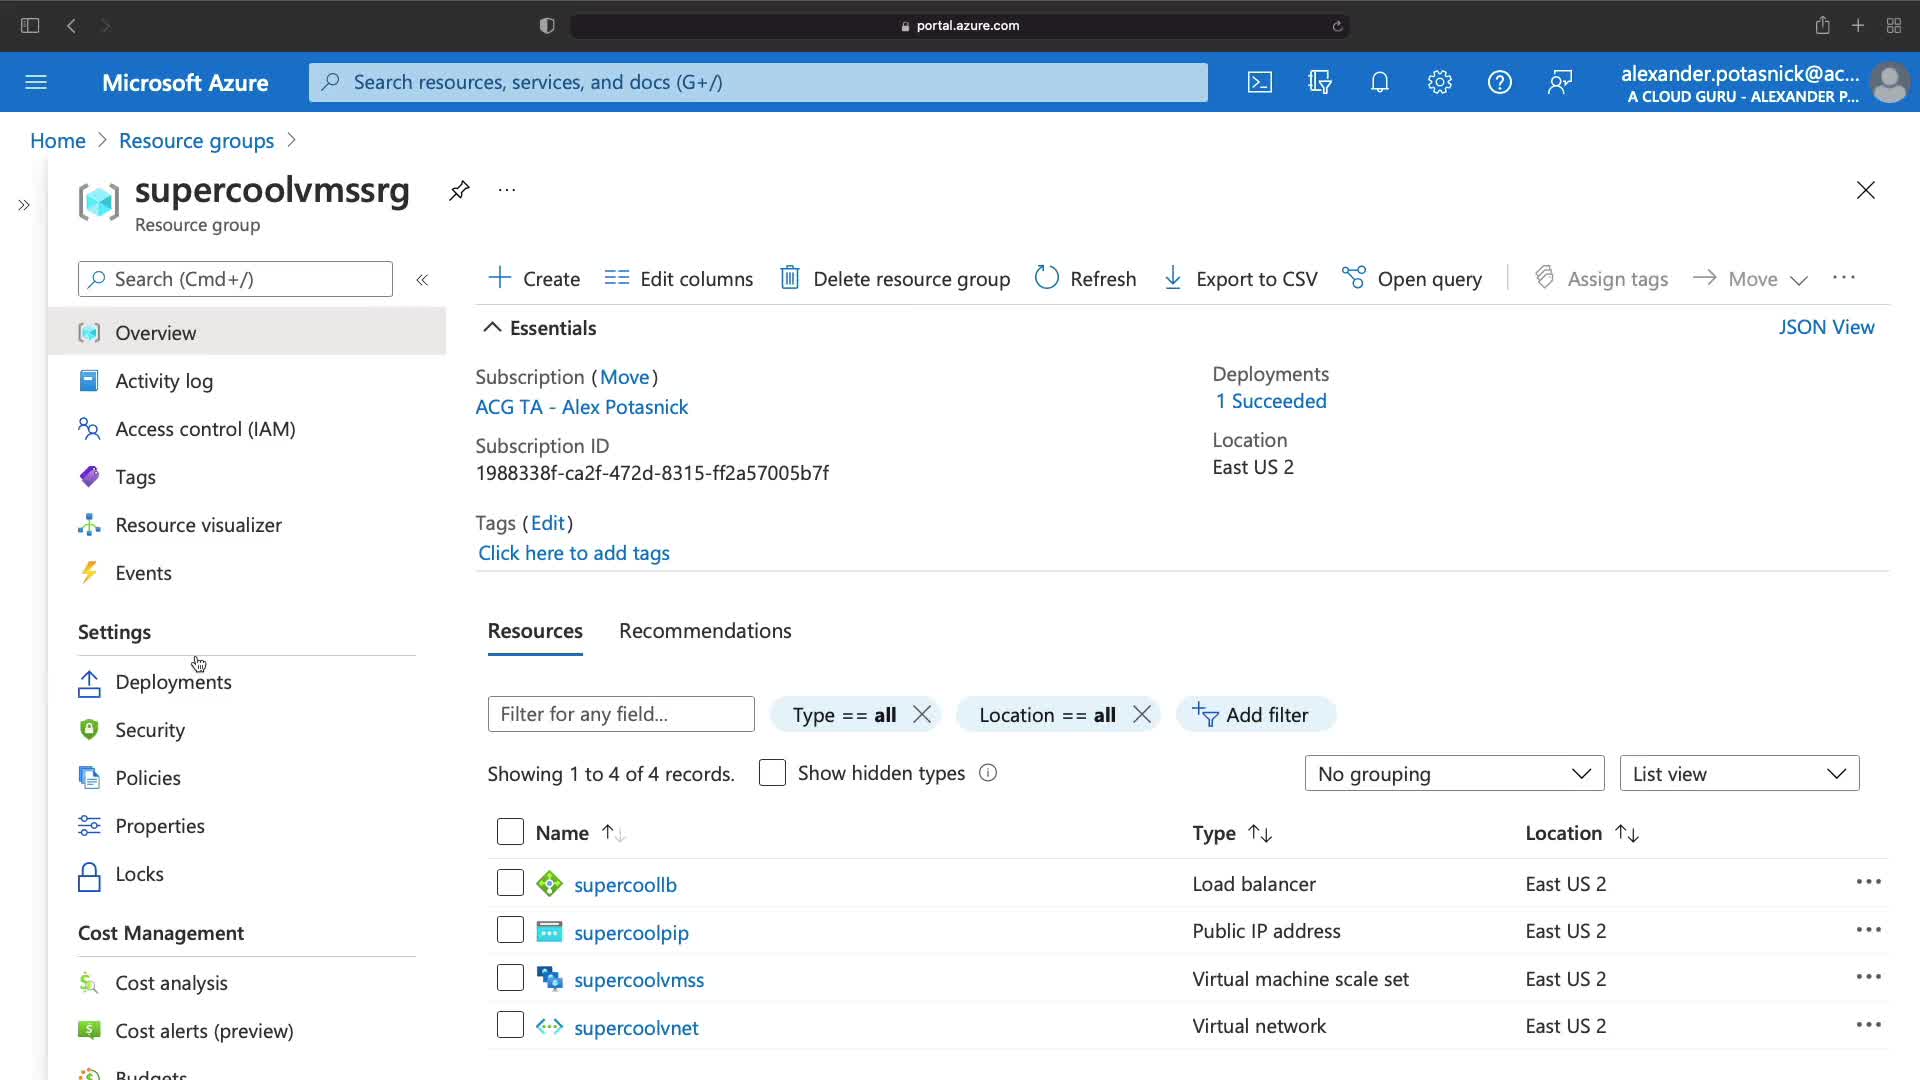 portal.azure.com
Microsoft Azure
Search resources, services, and docs (G+/)
alexander.potasnick@ac...
A CLOUD GURU - ALEXANDER P...
Home > Resource groups >
supercoolvmssrg
Resource group
Search (Cmd+/)
Create
Edit columns
Delete resource group
Refresh
Export to CSV
Open query
Assign tags
Move
Overview
Activity log
Access control (IAM)
Tags
Resource visualizer
Events
Settings
Deployments
Security
Policies
Properties
Locks
Cost Management
Cost analysis
Cost alerts (preview)
Budgets
Essentials
JSON View
Subscription (Move)
ACG TA - Alex Potasnick
Subscription ID
1988338f-ca2f-472d-8315-ff2a57005b7f
Deployments
1 Succeeded
Location
East US 2
Tags (Edit)
Click here to add tags
Resources
Recommendations
Filter for any field...
Type == all
Location == all
Add filter
Showing 1 to 4 of 4 records.
Show hidden types
No grouping
List view
Name
Type
Location
supercoollb
Load balancer
East US 2
supercoolpip
Public IP address
East US 2
supercoolvmss
Virtual machine scale set
East US 2
supercoolvnet
Virtual network
East US 2